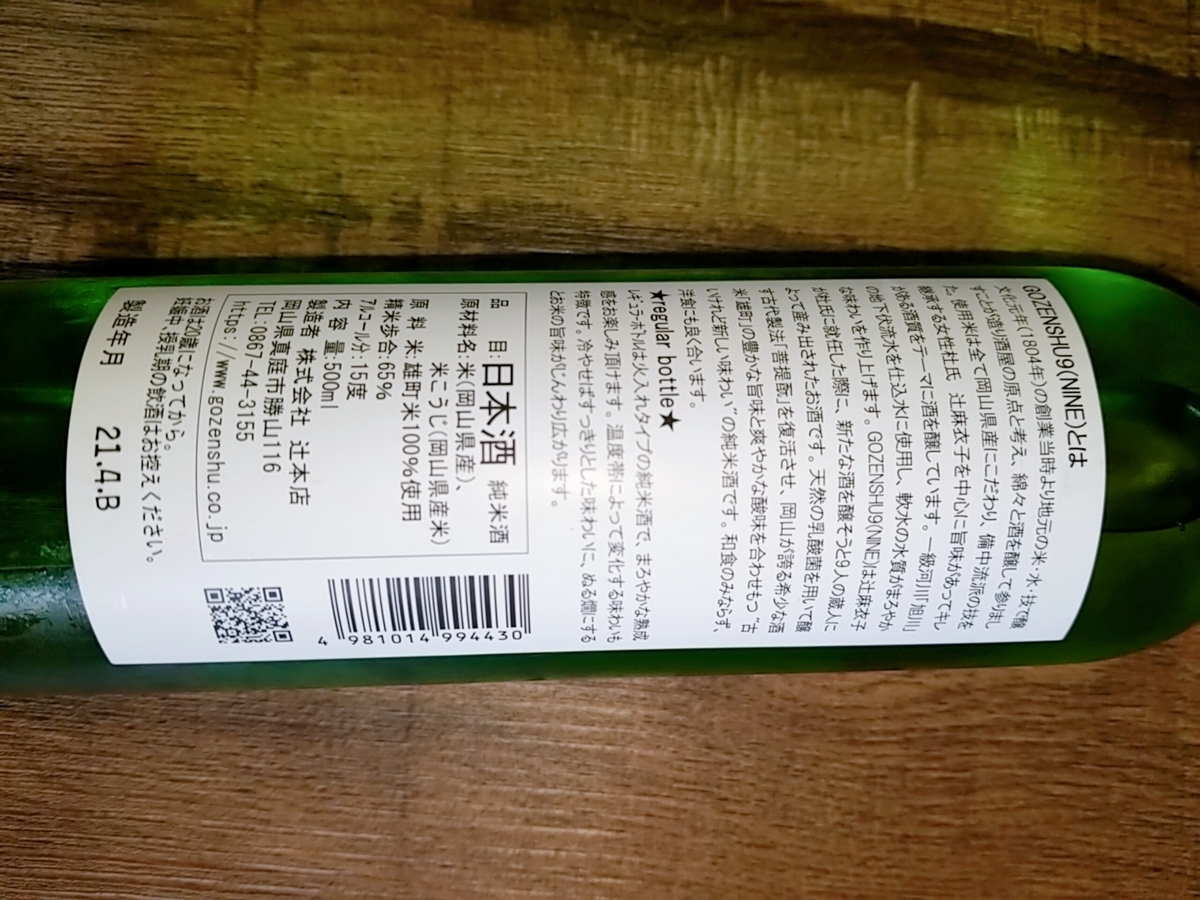 GOZENSHU9(NINE)とは
文化元年(1804年)の創業当時より地元の米・水・技で醸
すことが造り酒屋の原点と考え、綿々と酒を醸して参りまし
た。使用米は全て岡山県産にこだわり、備中流派の技を
継承する女性杜氏 辻麻衣子を中心に旨味があってキレ
がある酒質をテーマに酒を醸しています。一級河川「旭川」
の地下伏流水を仕込水に使用し、軟水の水質がまろやか
な味わいを作り上げます。GOZENSHU9(NINE)は辻麻衣子
が杜氏に就任した際に、新たな酒を醸そうと9人の蔵人に
よって産み出されたお酒です。天然の乳酸菌を用いて醸
す古代製法「菩提酛」を復活させ、岡山が誇る希少な酒
米「雄町」の豊かな旨味と爽やかな酸味を合わせもつ“古
いけれど新しい味わい”の純米酒です。和食のみならず、
洋食にも良く合います。
★regular bottle★
レギュラーボトルは火入れタイプの純米酒で、まろやかな熟成
感をお楽しみ頂けます。温度帯によって変化する味わいも
特徴です。冷やせばすっきりとした味わいに、ぬる燗にする
とお米の旨味がじんわり広がります。
品 目:日本酒 純米酒
原材料名:米(岡山県産)、
米こうじ(岡山県産米)
原 料 米:雄町米100%使用
精米歩合:65%
アルコール分:15度
内 容 量:500ml
製造者 株式会社 辻本店
岡山県真庭市勝山116
TEL:0867-44-3155
https://www.gozenshu.co.jp
4 981014 994430
お酒は20歳になってから。
妊娠中、授乳期の飲酒はお控えください。
製造年月 21.4.B